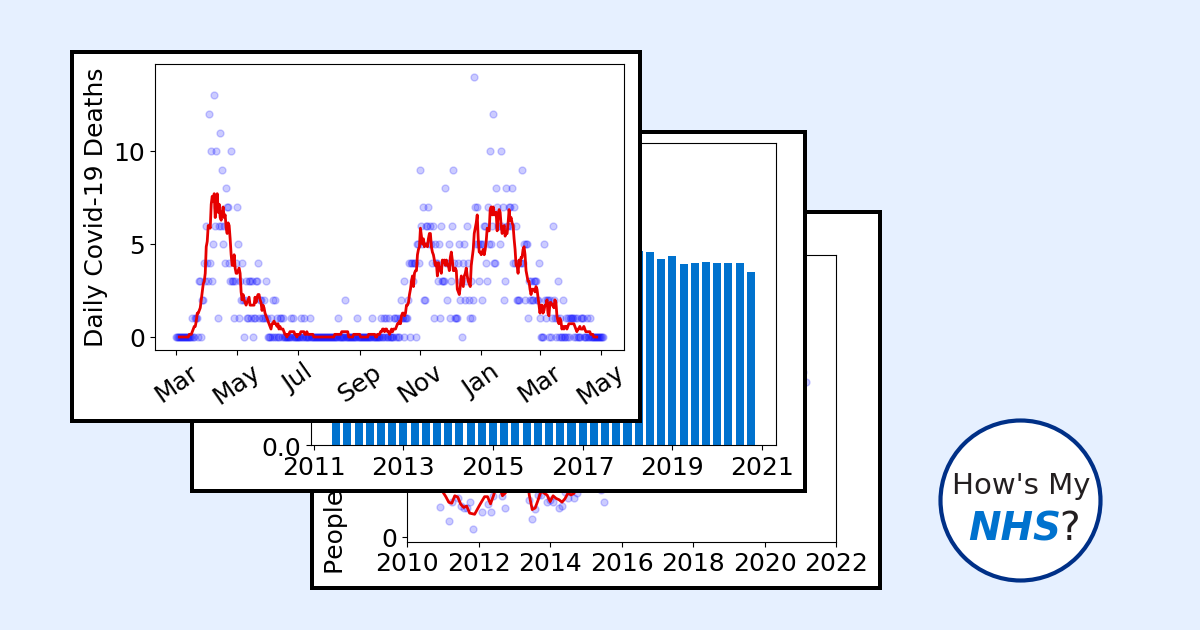 Daily Covid-19 Deaths
10
5
0
Mar May Jul Sep Nov Jan Mar May
0.0
2011 2013 2015 2017 2019 2021
People
0
2010 2012 2014 2016 2018 2020 2022
How's My
NHS?